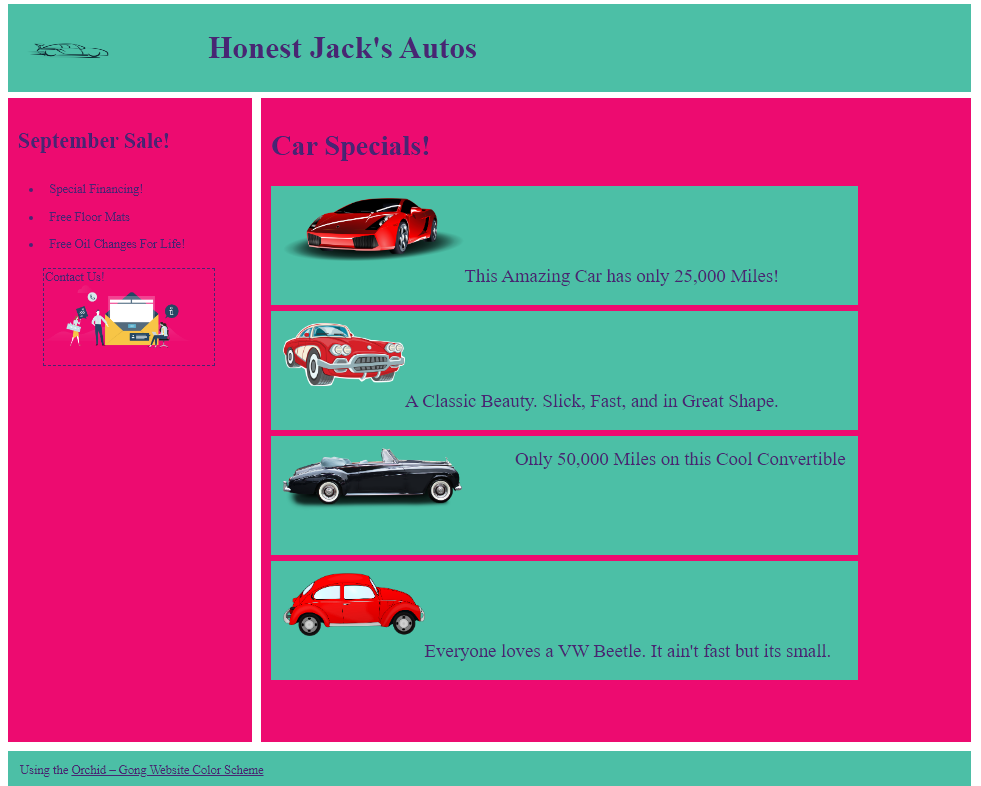 Honest Jack's Autos
September Sale!
Special Financing!
Free Floor Mats
Free Oil Changes For Life!
Contact Us!
Car Specials!
This Amazing Car has only 25,000 Miles!
A Classic Beauty. Slick, Fast, and in Great Shape.
Only 50,000 Miles on this Cool Convertible
Everyone loves a VW Beetle. It ain't fast but its small.
Using the Orchid – Gong Website Color Scheme